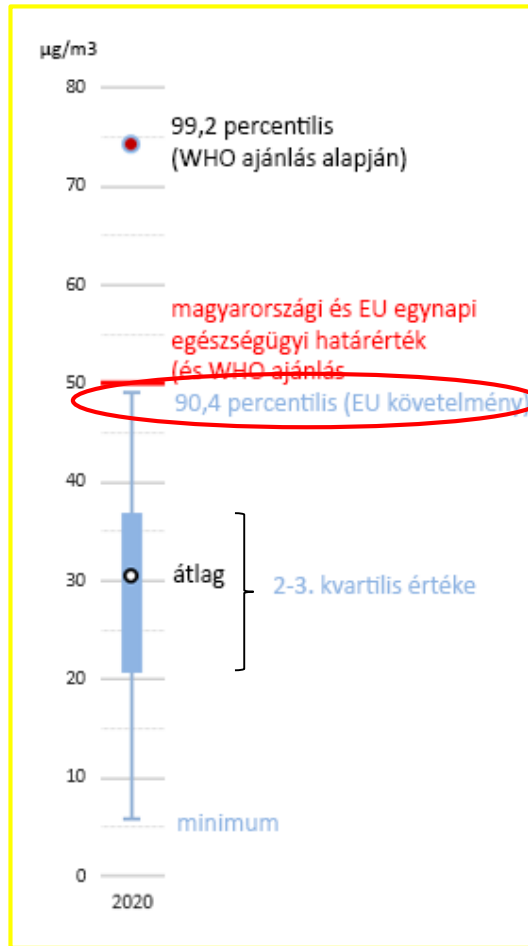 µg/m3
80
99,2 percentilis
(WHO ajánlás alapján)
70
60
magyarországi és EU egynapi
egészségügyi határérték
(és WHO ajánlás
50
90,4 percentilis (EU követelmény)
40
30
átlag
2-3. kvartilis értéke
20
10
minimum
0
2020